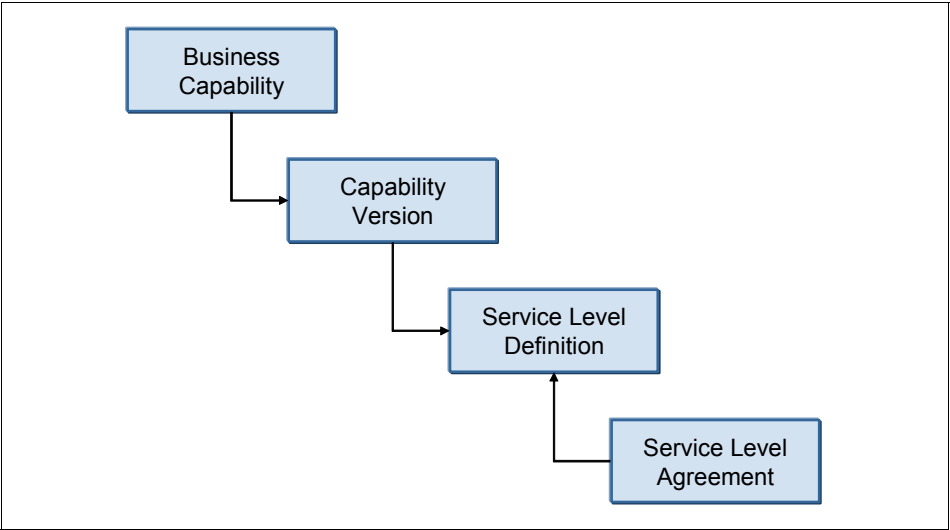 Business
Capability
Capability
Version
Service Level
Definition
Service Level
Agreement